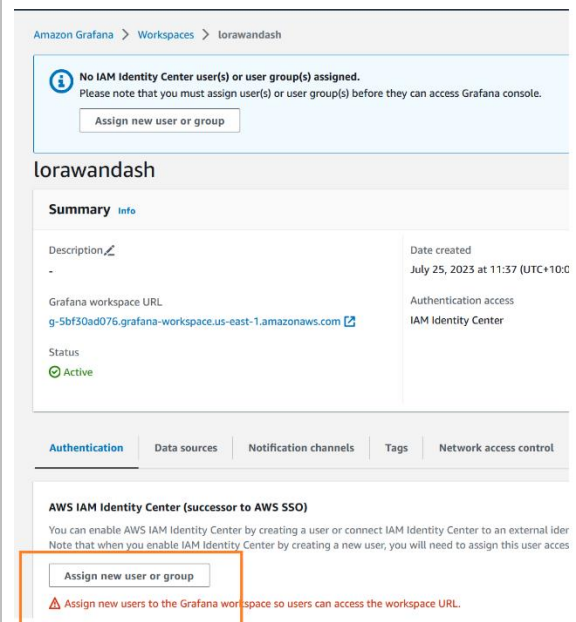 Amazon Grafana > Workspaces > lorawandash
No IAM Identity Center user(s) or user group(s) assigned.
Please note that you must assign user(s) or user group(s) before they can access Grafana console.
Assign new user or group
lorawandash
Summary Info
Description
Date created
-
July 25, 2023 at 11:37 (UTC+10:0
Grafana workspace URL
Authentication access
g-5bf30ad076.grafana-workspace.us-east-1.amazonaws.com
IAM Identity Center
Status
Active
Authentication Data sources Notification channels Tags Network access control
AWS IAM Identity Center (successor to AWS SSO)
You can enable AWS IAM Identity Center by creating a user or connect IAM Identity Center to an external iden
Note that when you enable IAM Identity Center by creating a new user, you will need to assign this user acces
Assign new user or group
Assign new users to the Grafana workspace so users can access the workspace URL.